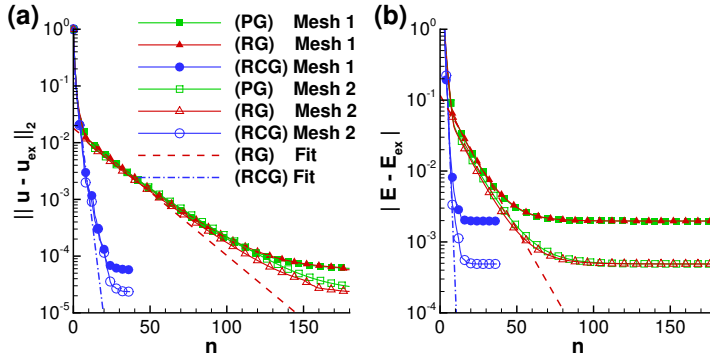 (a)
|| u - u_ex ||_2
10^0
10^-1
10^-2
10^-3
10^-4
10^-5
0
50
100
150
n
(PG) Mesh 1
(RG) Mesh 1
(RCG) Mesh 1
(PG) Mesh 2
(RG) Mesh 2
(RCG) Mesh 2
(RG) Fit
(RCG) Fit
(b)
| E - E_ex |
10^0
10^-1
10^-2
10^-3
10^-4
0
50
100
150
n